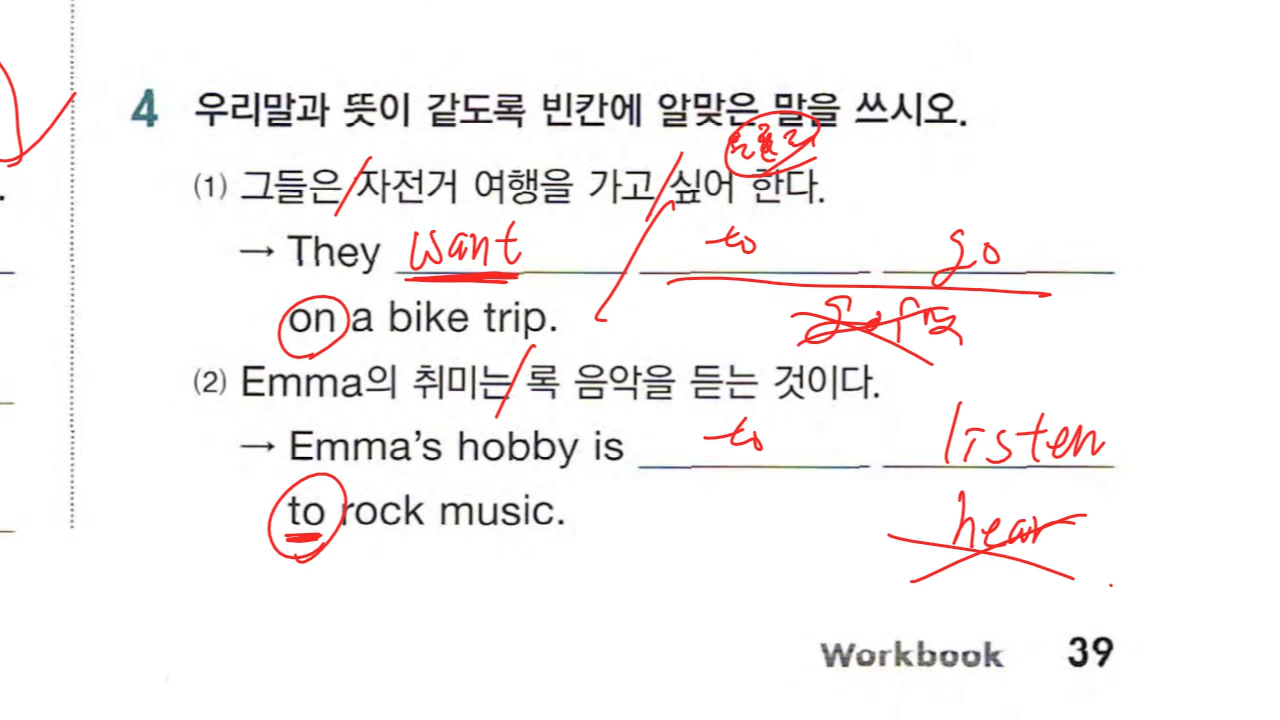 4 우리말과 뜻이 같도록 빈칸에 알맞은 말을 쓰시오.
(1) 그들은 자전거 여행을 가고 싶어 한다.
→ They want to go
on a bike trip.
(2) Emma의 취미는 록 음악을 듣는 것이다.
→ Emma's hobby is to listen
to rock music.
hear
Workbook 39